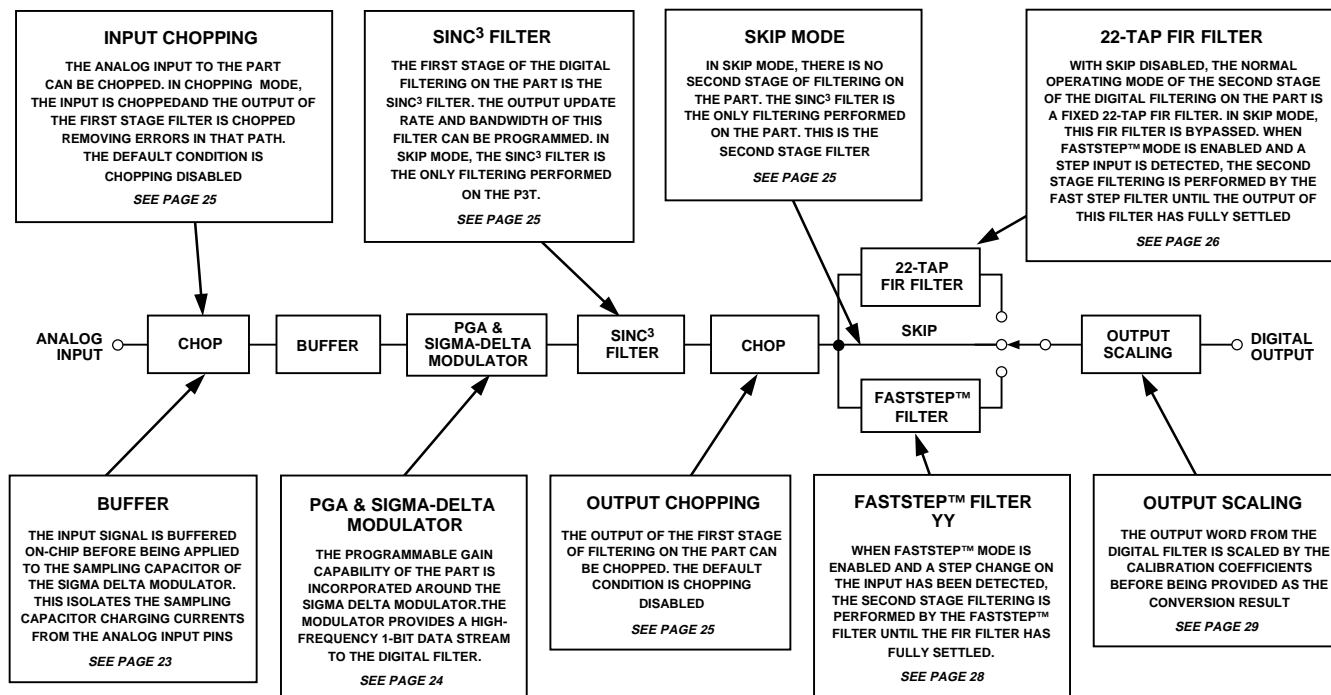 INPUT CHOPPING
THE ANALOG INPUT TO THE PART
CAN BE CHOPPED. IN CHOPPING MODE,
THE INPUT IS CHOPPEDAND THE OUTPUT OF
THE FIRST STAGE FILTER IS CHOPPED
REMOVING ERRORS IN THAT PATH.
THE DEFAULT CONDITION IS
CHOPPING DISABLED
SEE PAGE 25
SINC³ FILTER
THE FIRST STAGE OF THE DIGITAL
FILTERING ON THE PART IS THE
SINC³ FILTER. THE OUTPUT UPDATE
RATE AND BANDWIDTH OF THIS
FILTER CAN BE PROGRAMMED. IN
SKIP MODE, THE SINC³ FILTER IS
THE ONLY FILTERING PERFORMED
ON THE P3T.
SEE PAGE 25
SKIP MODE
IN SKIP MODE, THERE IS NO
SECOND STAGE OF FILTERING ON
THE PART. THE SINC³ FILTER IS
THE ONLY FILTERING PERFORMED
ON THE PART. THIS IS THE
SECOND STAGE FILTER
SEE PAGE 25
22-TAP FIR FILTER
WITH SKIP DISABLED, THE NORMAL
OPERATING MODE OF THE SECOND STAGE
OF THE DIGITAL FILTERING ON THE PART IS
A FIXED 22-TAP FIR FILTER. IN SKIP MODE,
THIS FIR FILTER IS BYPASSED. WHEN
FASTSTEP™ MODE IS ENABLED AND A
STEP INPUT IS DETECTED, THE SECOND
STAGE FILTERING IS PERFORMED BY THE
FAST STEP FILTER UNTIL THE OUTPUT OF
THIS FILTER HAS FULLY SETTLED
SEE PAGE 26
ANALOG
INPUT
CHOP
BUFFER
PGA &
SIGMA-DELTA
MODULATOR
SINC³
FILTER
CHOP
22-TAP
FIR FILTER
SKIP
FASTSTEP™
FILTER
OUTPUT
SCALING
DIGITAL
OUTPUT
BUFFER
THE INPUT SIGNAL IS BUFFERED
ON-CHIP BEFORE BEING APPLIED
TO THE SAMPLING CAPACITOR OF
THE SIGMA DELTA MODULATOR.
THIS ISOLATES THE SAMPLING
CAPACITOR CHARGING CURRENTS
FROM THE ANALOG INPUT PINS
SEE PAGE 23
PGA & SIGMA-DELTA
MODULATOR
THE PROGRAMMABLE GAIN
CAPABILITY OF THE PART IS
INCORPORATED AROUND THE
SIGMA DELTA MODULATOR.THE
MODULATOR PROVIDES A HIGH-
FREQUENCY 1-BIT DATA STREAM
TO THE DIGITAL FILTER.
SEE PAGE 24
OUTPUT CHOPPING
THE OUTPUT OF THE FIRST STAGE
OF FILTERING ON THE PART CAN
BE CHOPPED. THE DEFAULT
CONDITION IS CHOPPING
DISABLED
SEE PAGE 25
FASTSTEP™ FILTER
YY
WHEN FASTSTEP™ MODE IS
ENABLED AND A STEP CHANGE ON
THE INPUT HAS BEEN DETECTED,
THE SECOND STAGE FILTERING IS
PERFORMED BY THE FASTSTEP™
FILTER UNTIL THE FIR FILTER HAS
FULLY SETTLED.
SEE PAGE 28
OUTPUT SCALING
THE OUTPUT WORD FROM THE
DIGITAL FILTER IS SCALED BY THE
CALIBRATION COEFFICIENTS
BEFORE BEING PROVIDED AS THE
CONVERSION RESULT
SEE PAGE 29